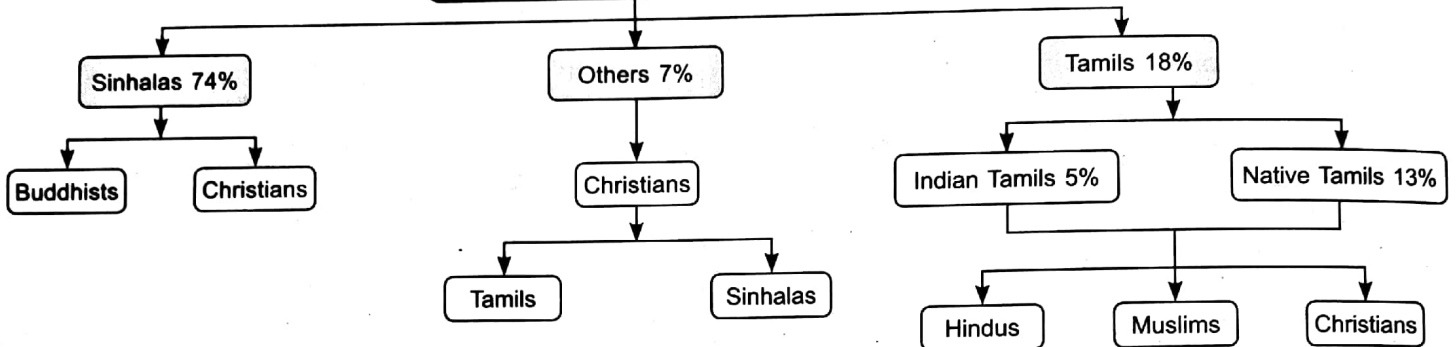 Sinhalas 74%
Others 7%
Tamils 18%
Buddhists
Christians
Christians
Indian Tamils 5%
Native Tamils 13%
Tamils
Sinhalas
Hindus
Muslims
Christians